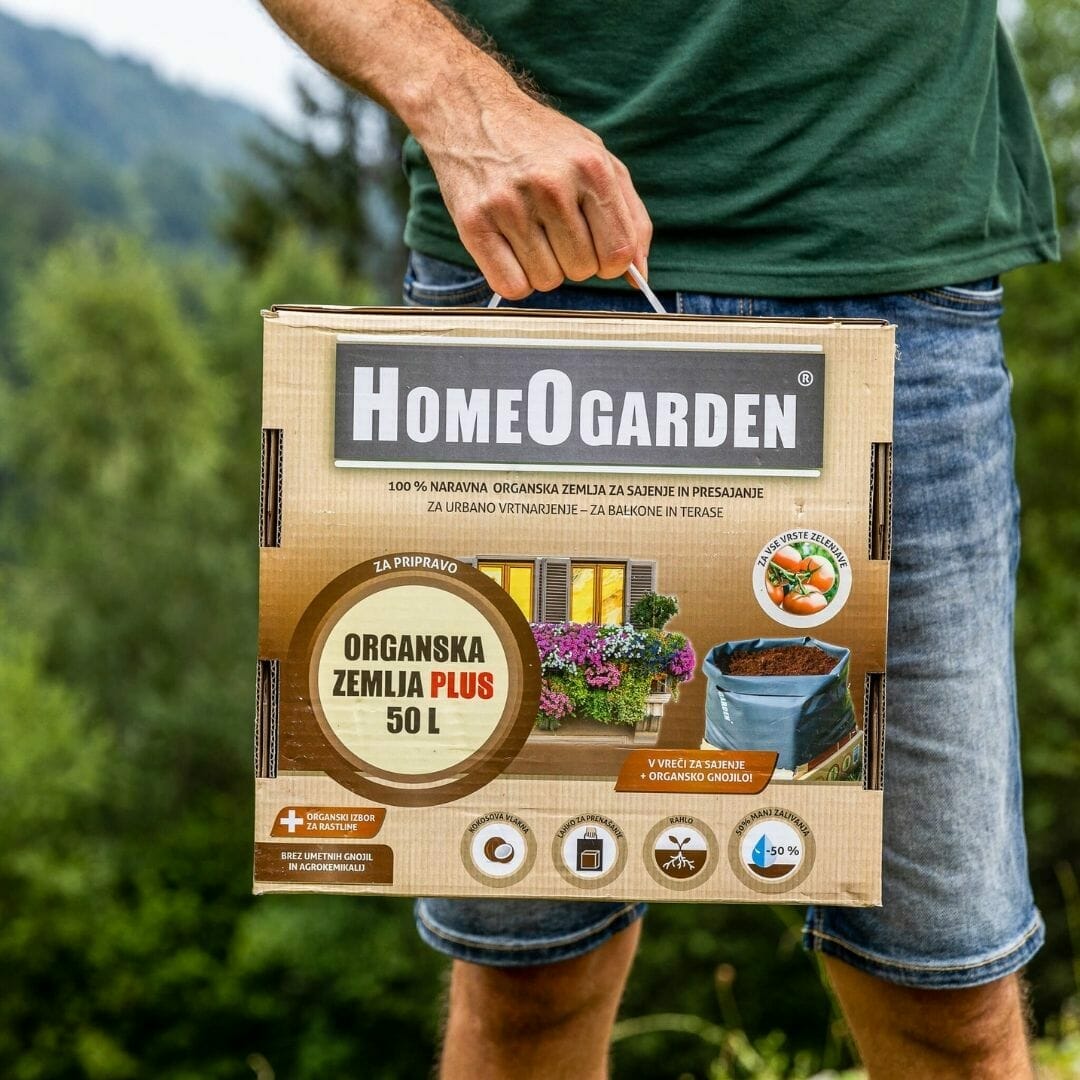 HOMEOGARDEN ®
100 % NARAVNA ORGANSKA ZEMLJA ZA SAJENJE IN PRESAJANJE
ZA URBANO VRTNARJENJE – ZA BALKONE IN TERASE
ZA VSE VRSTE ZELENJAVE
ZA PRIPRAVO
ORGANSKA
ZEMLJA PLUS
50 L
V VREČI ZA SAJENJE
+ ORGANSKO GNOJILO!
ORGANSKI IZBOR
ZA RASTLINE
BREZ UMETNIH GNOJIL
IN AGROKEMIKALIJ
KOKOSOVA VLAKNA
LAHKO ZA PRENAŠANJE
RAHLO
50% MANJ ZALIVANJA
-50 %